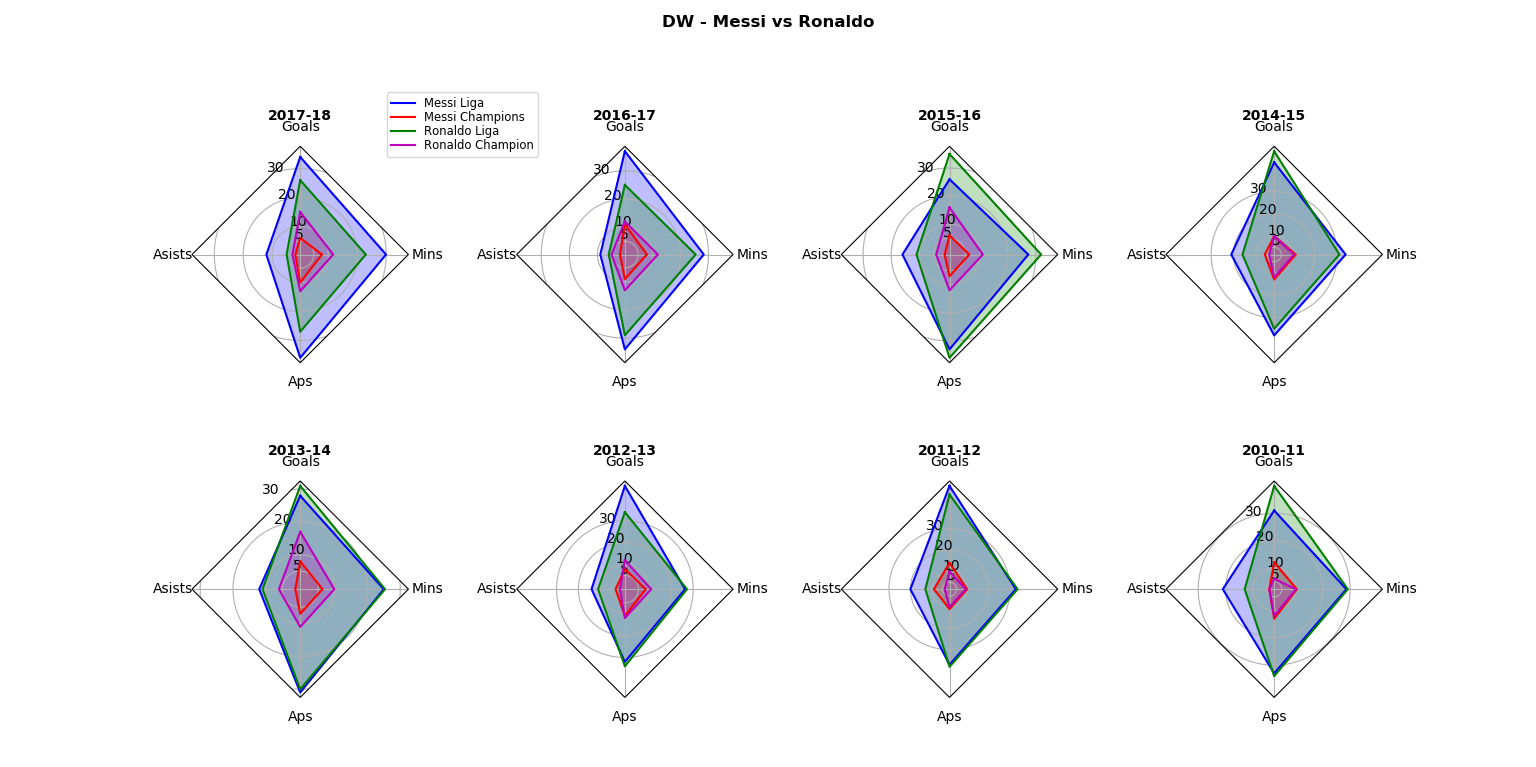 DW - Messi vs Ronaldo
Messi Liga
Messi Champions
Ronaldo Liga
Ronaldo Champion
2017-18
Goals
30
20
10
5
Asists
Mins
Aps
2016-17
Goals
30
20
10
5
Asists
Mins
Aps
2015-16
Goals
30
20
10
5
Asists
Mins
Aps
2014-15
Goals
30
20
10
5
Asists
Mins
Aps
2013-14
Goals
30
20
10
5
Asists
Mins
Aps
2012-13
Goals
30
20
10
5
Asists
Mins
Aps
2011-12
Goals
30
20
10
5
Asists
Mins
Aps
2010-11
Goals
30
20
10
5
Asists
Mins
Aps